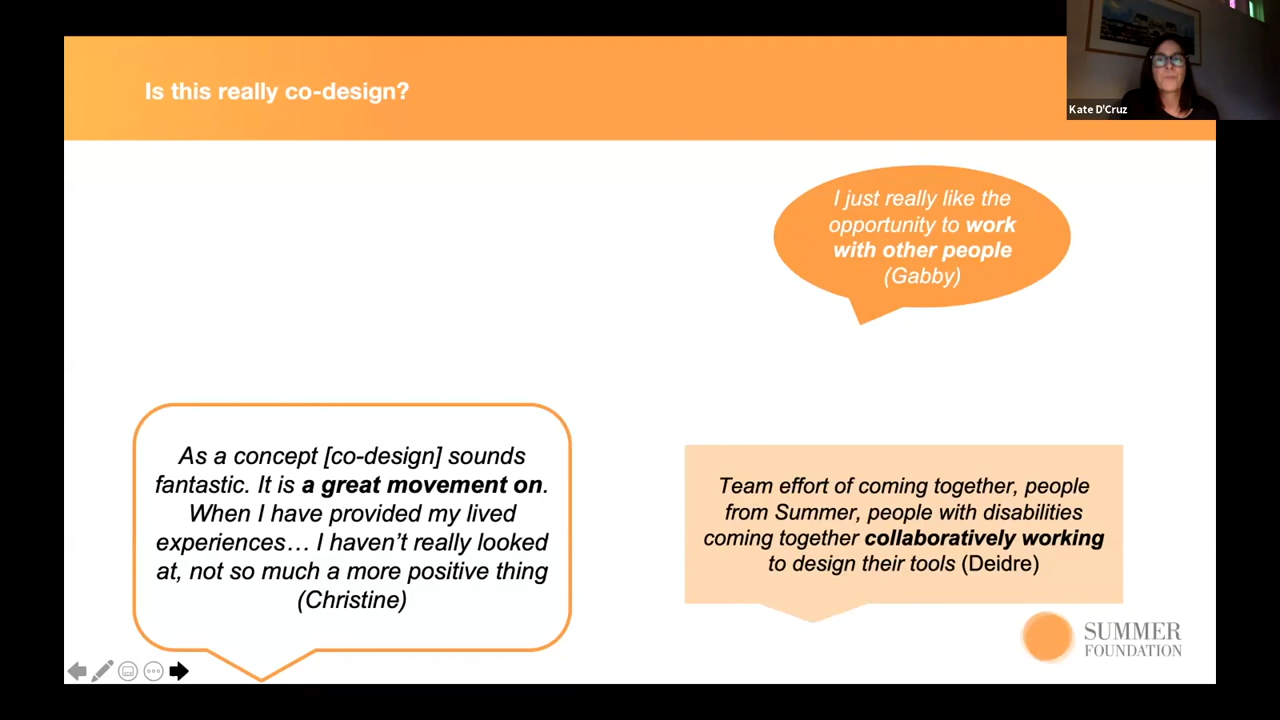 Is this really co-design?
Kate D'Cruz
I just really like the
opportunity to work
with other people
(Gabby)
As a concept [co-design] sounds
fantastic. It is a great movement on.
When I have provided my lived
experiences… I haven't really looked
at, not so much a more positive thing
(Christine)
Team effort of coming together, people
from Summer, people with disabilities
coming together collaboratively working
to design their tools (Deidre)
SUMMER
FOUNDATION